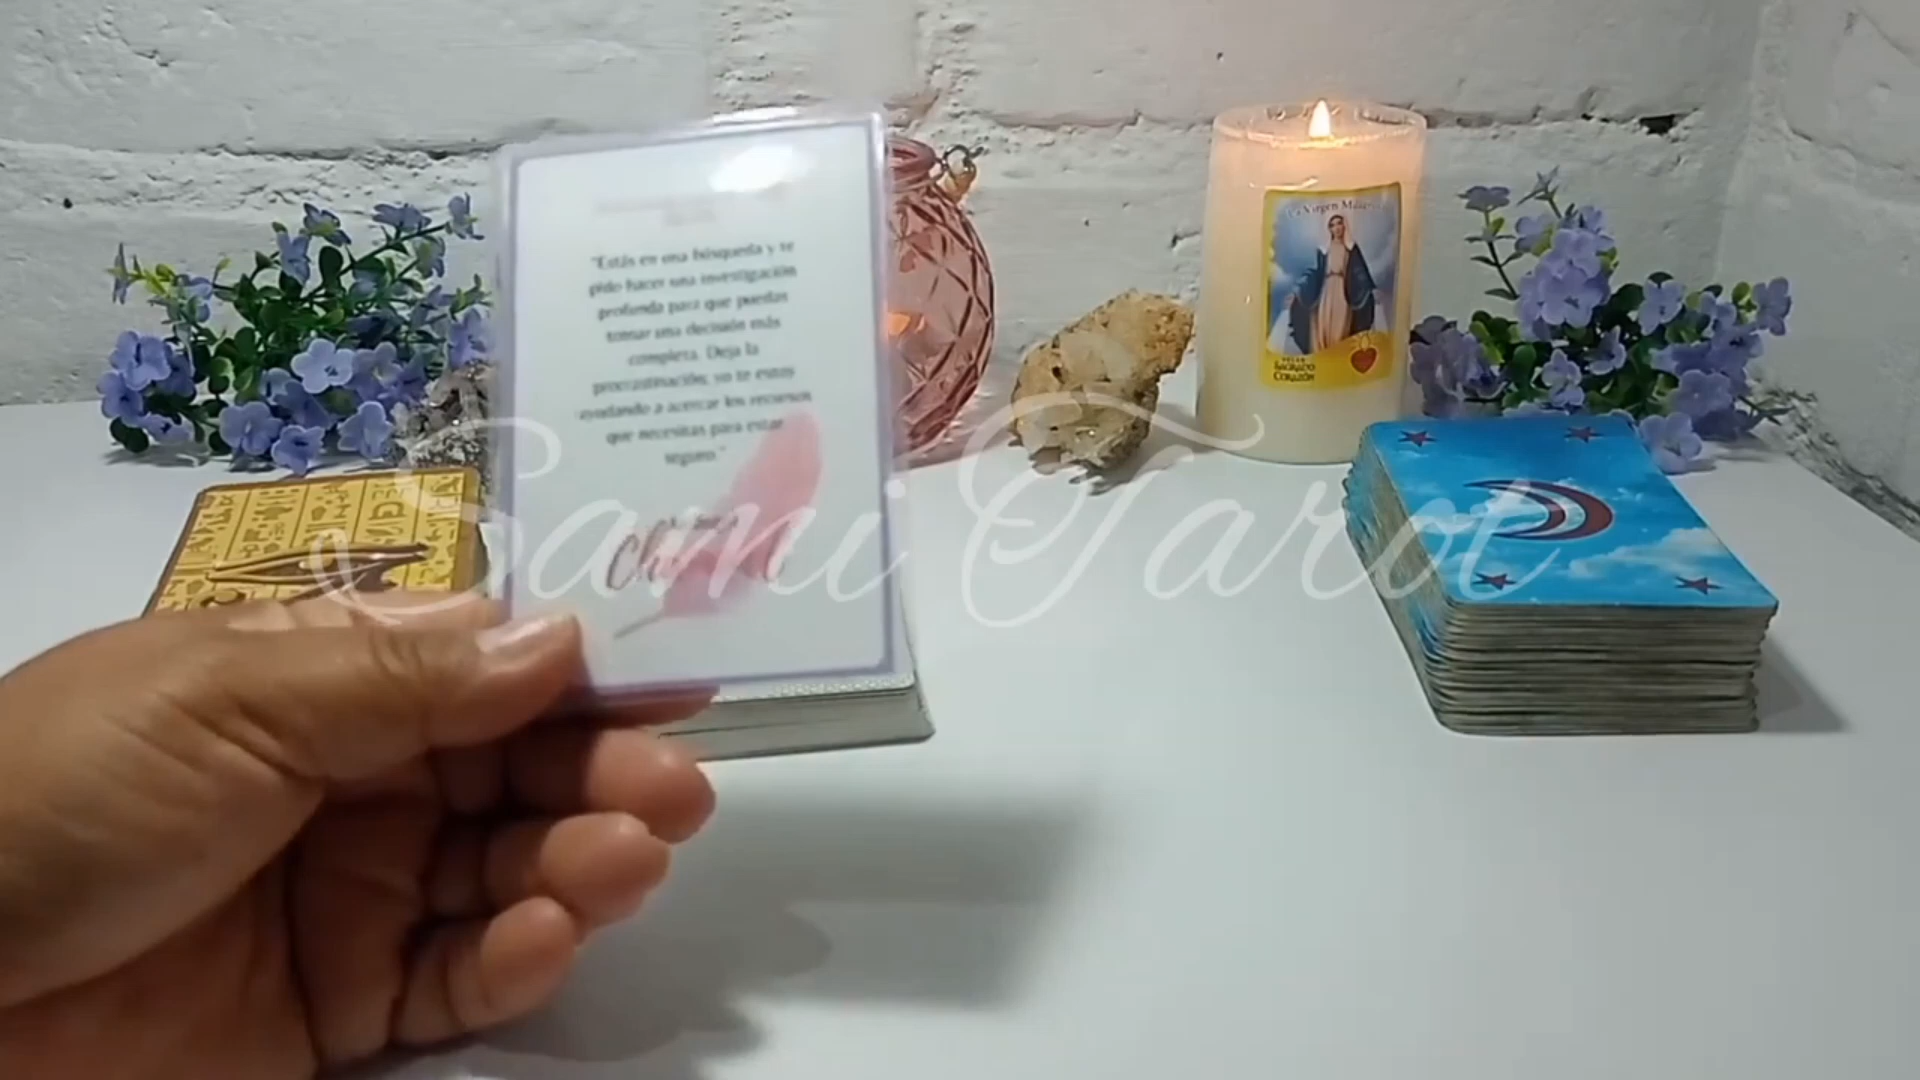 "Estás en una búsqueda y te
pido hacer una investigación
profunda para que puedas
tomar una decisión más
completa. Deja la
procrastinación; yo te estoy
ayudando a acercar los recursos
que necesitas para estar
seguro."
La Virgen
SAGRADO
CORAZÓN
Sami Tarot